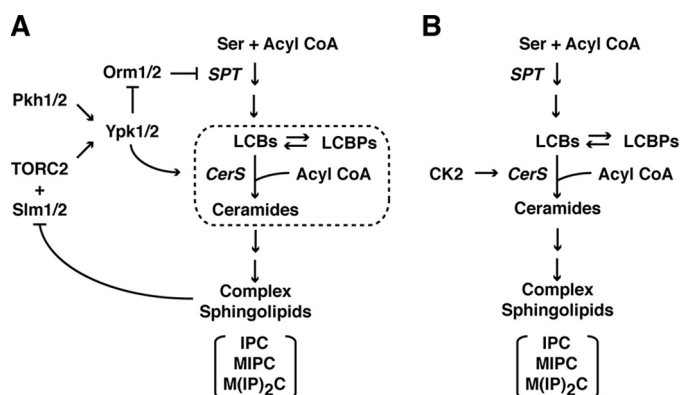 A
Ser + Acyl CoA
Orm1/2
SPT
Pkh1/2
Ypk1/2
LCBs
LCBPs
TORC2
+
Slm1/2
CerS
Acyl CoA
Ceramides
Complex
Sphingolipids
IPC
MIPC
M(IP)₂C
B
Ser + Acyl CoA
SPT
LCBs
LCBPs
CK2
CerS
Acyl CoA
Ceramides
Complex
Sphingolipids
IPC
MIPC
M(IP)₂C